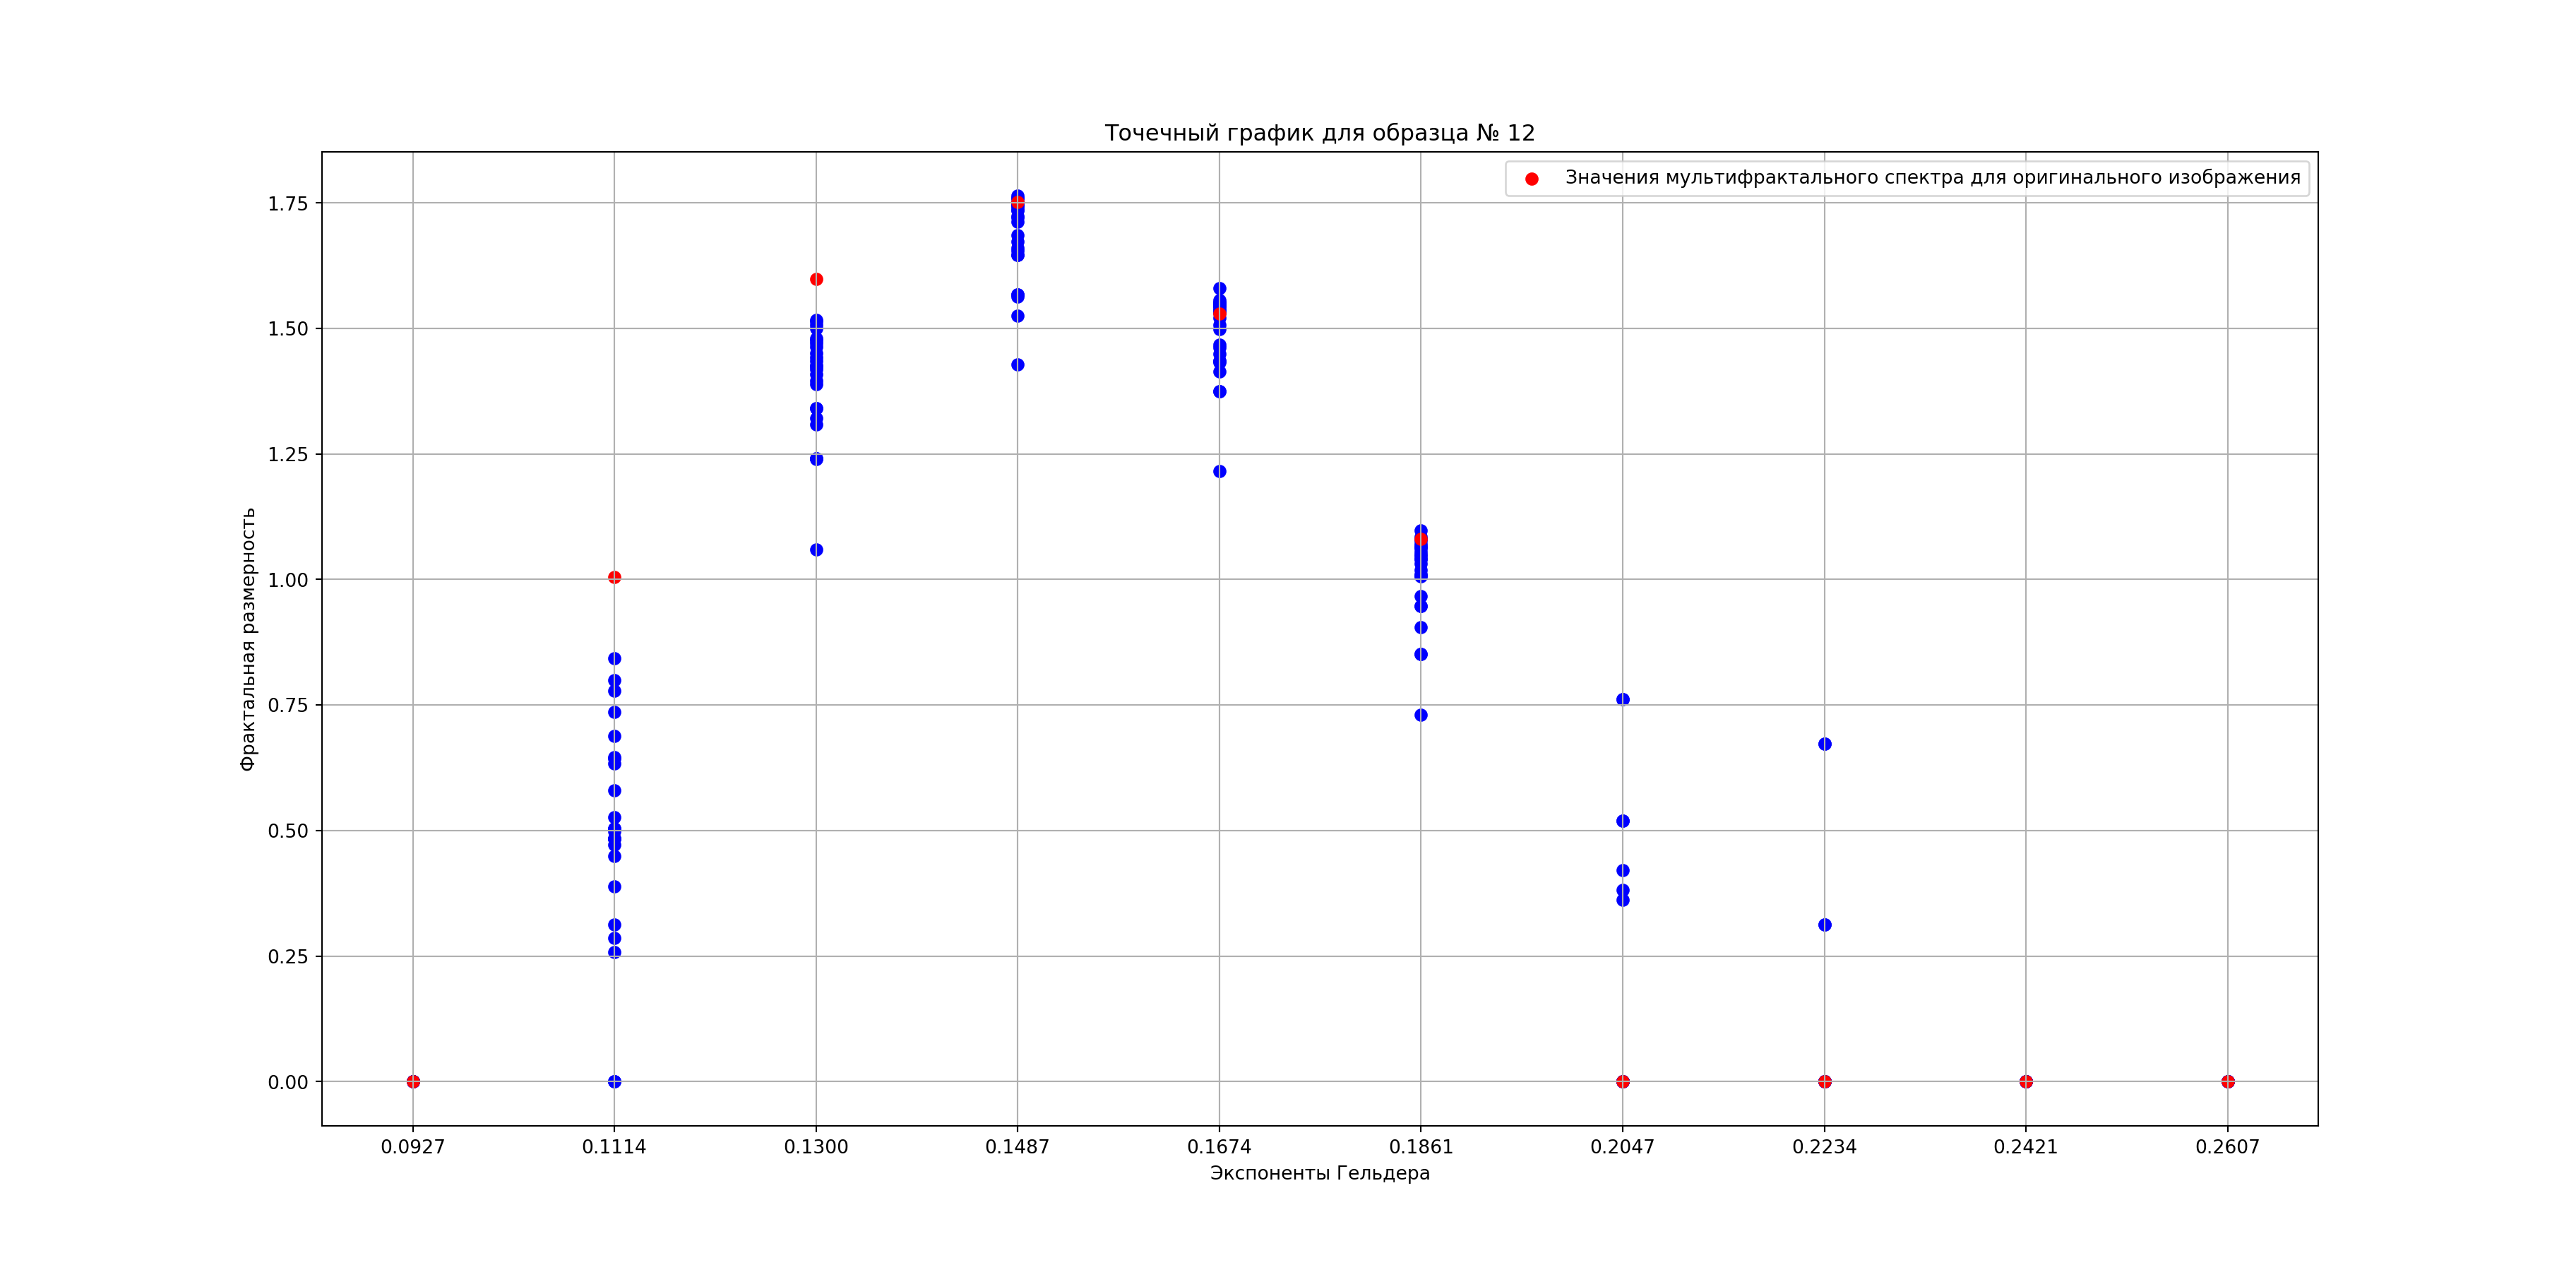 Точечный график для образца № 12
Значения мультифрактального спектра для оригинального изображения
Фрактальная размерность
1.75
1.50
1.25
1.00
0.75
0.50
0.25
0.00
0.0927 0.1114 0.1300 0.1487 0.1674 0.1861 0.2047 0.2234 0.2421 0.2607
Экспоненты Гельдера